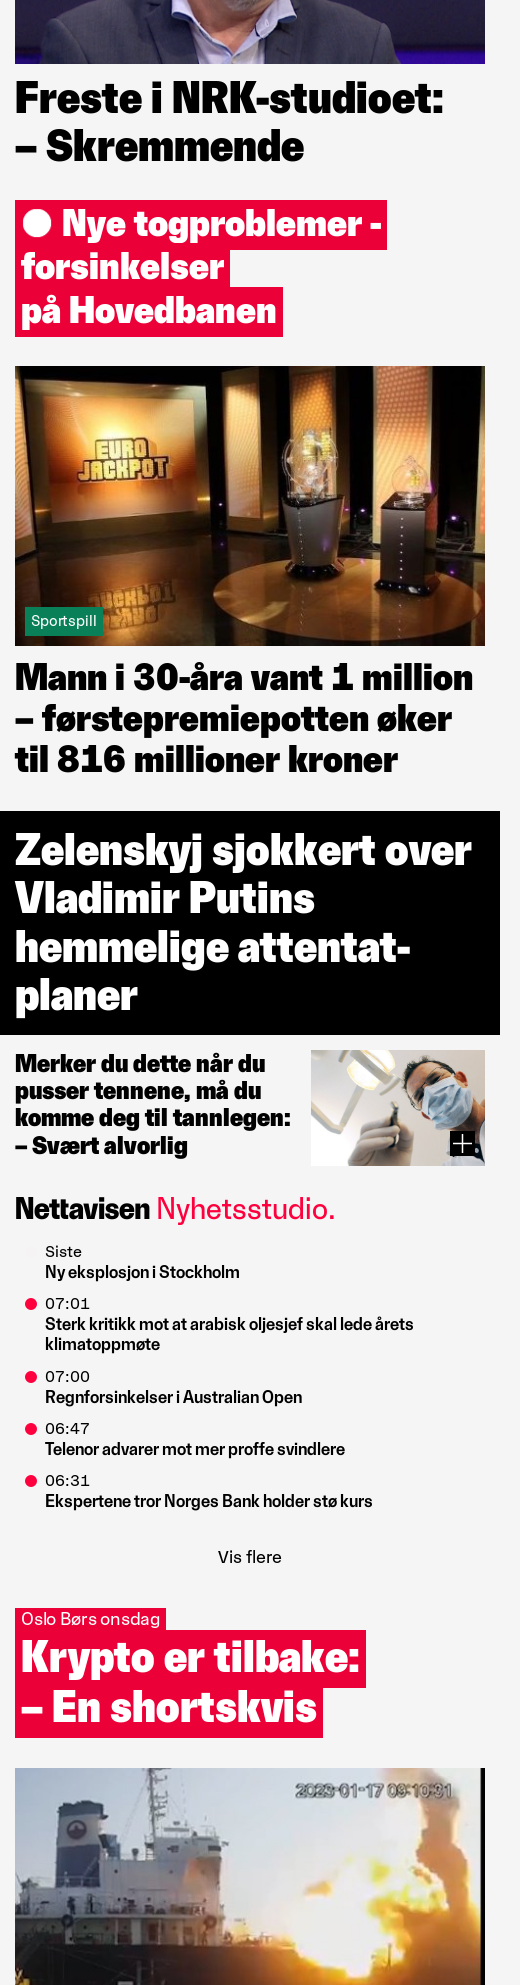 Freste i NRK-studioet:
– Skremmende
Nye togproblemer -
forsinkelser
på Hovedbanen
EURO
JACKPOT
Sportspill
Mann i 30-åra vant 1 million
– førstepremiepotten øker
til 816 millioner kroner
Zelenskyj sjokkert over
Vladimir Putins
hemmelige attentat-
planer
Merker du dette når du
pusser tennene, må du
komme deg til tannlegen:
– Svært alvorlig
Nettavisen Nyhetsstudio.
Siste
Ny eksplosjon i Stockholm
07:01
Sterk kritikk mot at arabisk oljesjef skal lede årets
klimatoppmøte
07:00
Regnforsinkelser i Australian Open
06:47
Telenor advarer mot mer proffe svindlere
06:31
Ekspertene tror Norges Bank holder stø kurs
Vis flere
Oslo Børs onsdag
Krypto er tilbake:
– En shortskvis
2023-01-17 09:10:31